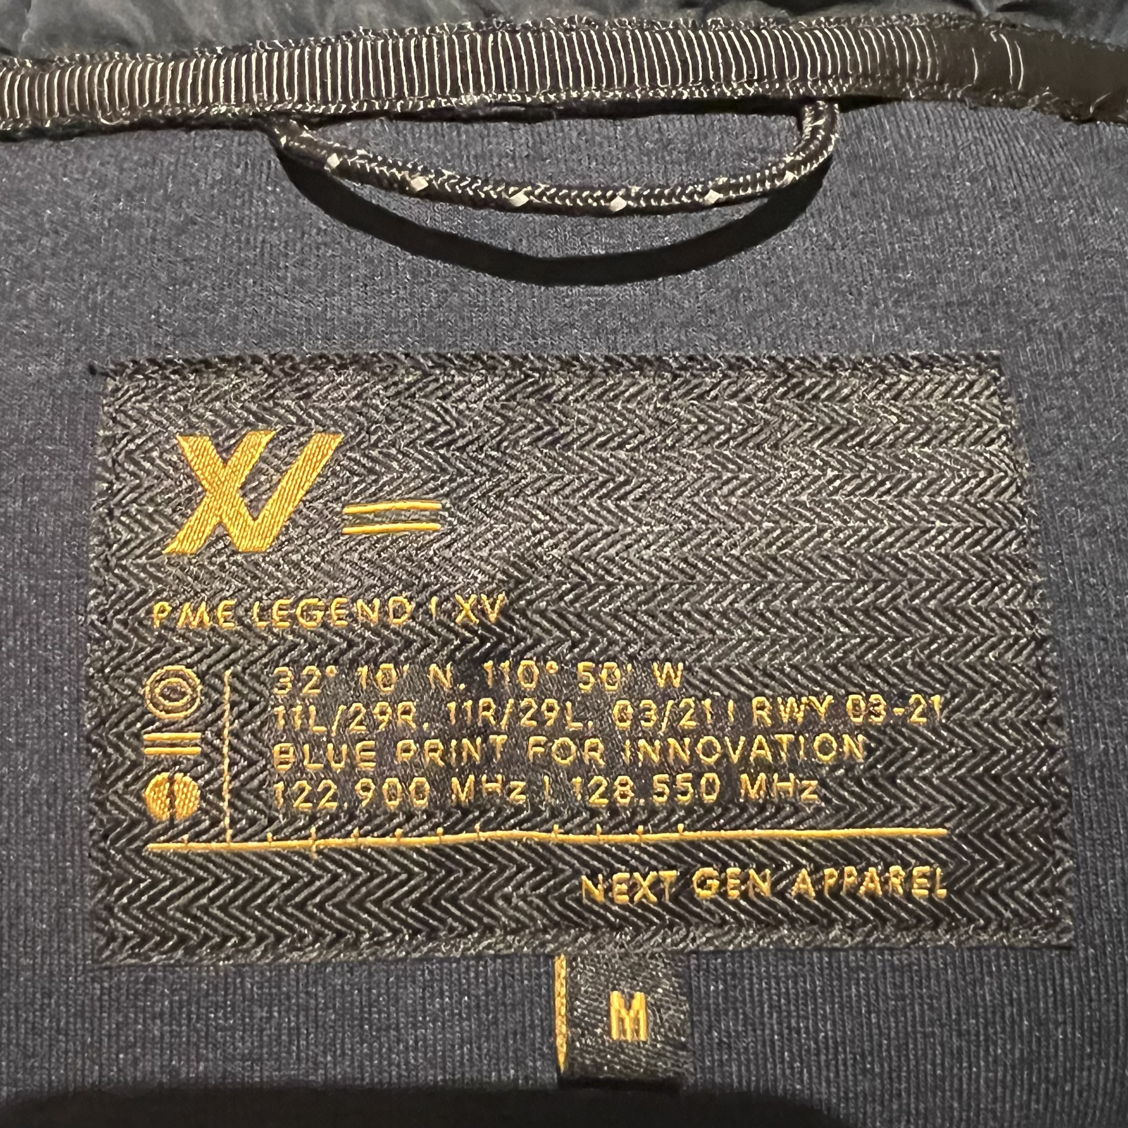 XV
PME LEGEND | XV
32° 10' N. 110° 50' W
11L/29R. 11R/29L. 03/21 | RWY 03-21
BLUE PRINT FOR INNOVATION
122.900 MHz | 128.550 MHz
NEXT GEN APPAREL
M